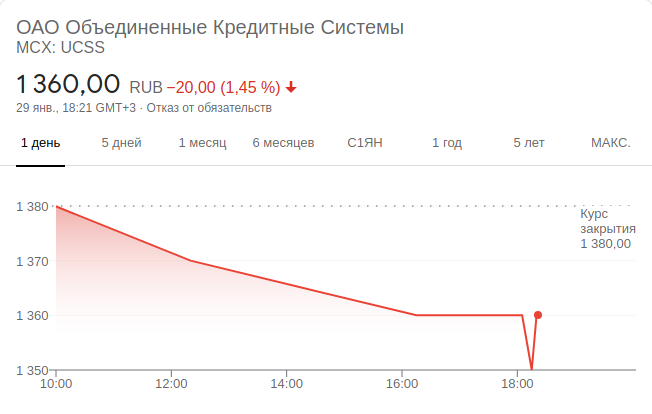 ОАО Объединенные Кредитные Системы
MCX: UCSS
1 360,00 RUB −20,00 (1,45 %)
29 янв., 18:21 GMT+3 · Отказ от обязательств
1 день 5 дней 1 месяц 6 месяцев С1ЯН 1 год 5 лет МАКС.
1 380
Курс
закрытия
1 380,00
1 370
1 360
1 350
10:00 12:00 14:00 16:00 18:00